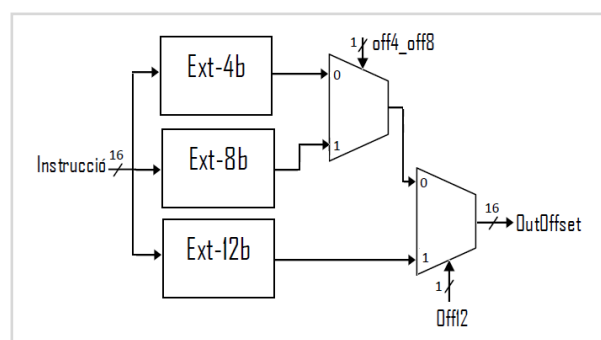 1 off4_off8
Ext-4b
0
16
Instrucció
Ext-8b
1
0
16
OutOffset
Ext-12b
1
1
Off12